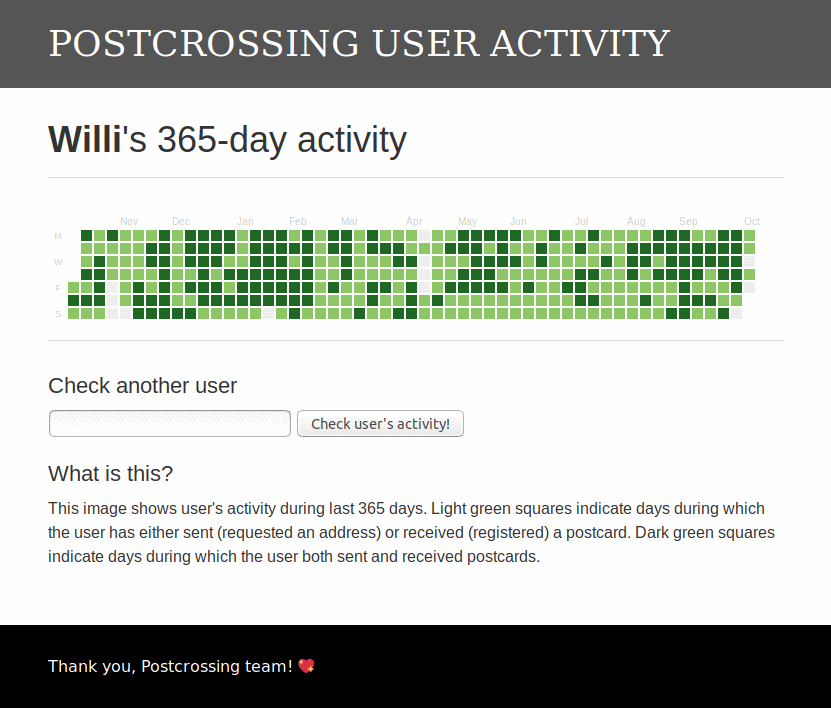 POSTCROSSING USER ACTIVITY
Willi's 365-day activity
Nov Dec Jan Feb Mar Apr May Jun Jul Aug Sep Oct
M
W
F
S
Check another user
Check user's activity!
What is this?
This image shows user's activity during last 365 days. Light green squares indicate days during which
the user has either sent (requested an address) or received (registered) a postcard. Dark green squares
indicate days during which the user both sent and received postcards.
Thank you, Postcrossing team! 💖